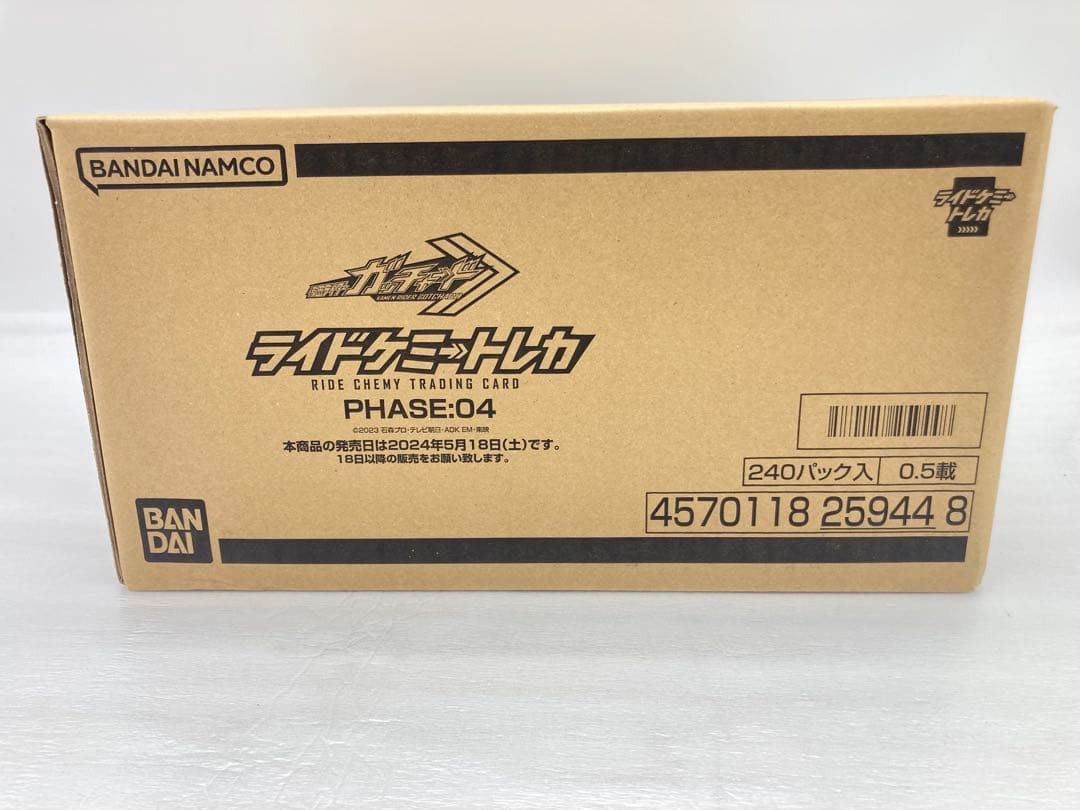 BANDAI NAMCO
ライドケミー
トレカ
仮面ライダー
ガッチャード
KAMEN RIDER GOTCHARD
ライドケミートレカ
RIDE CHEMY TRADING CARD
PHASE:04
©2023 石森プロ・テレビ朝日・ADK EM・東映
本商品の発売日は2024年5月18日(土)です。
18日以降の販売をお願い致します。
240パック入 0.5載
4570118 25944 8
BAN
DAI